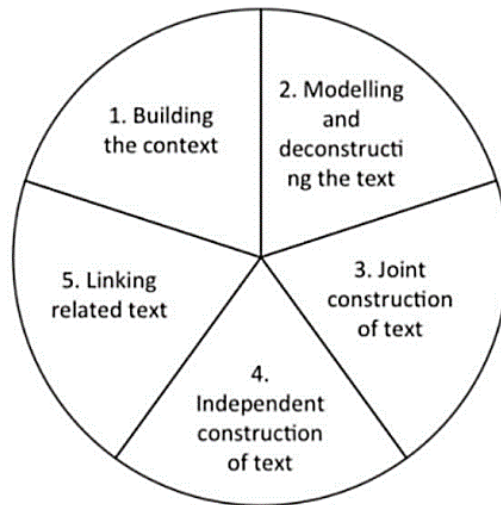 1. Building
the context
2. Modelling
and
deconstructi
ng the text
3. Joint
construction
of text
4.
Independent
construction
of text
5. Linking
related text